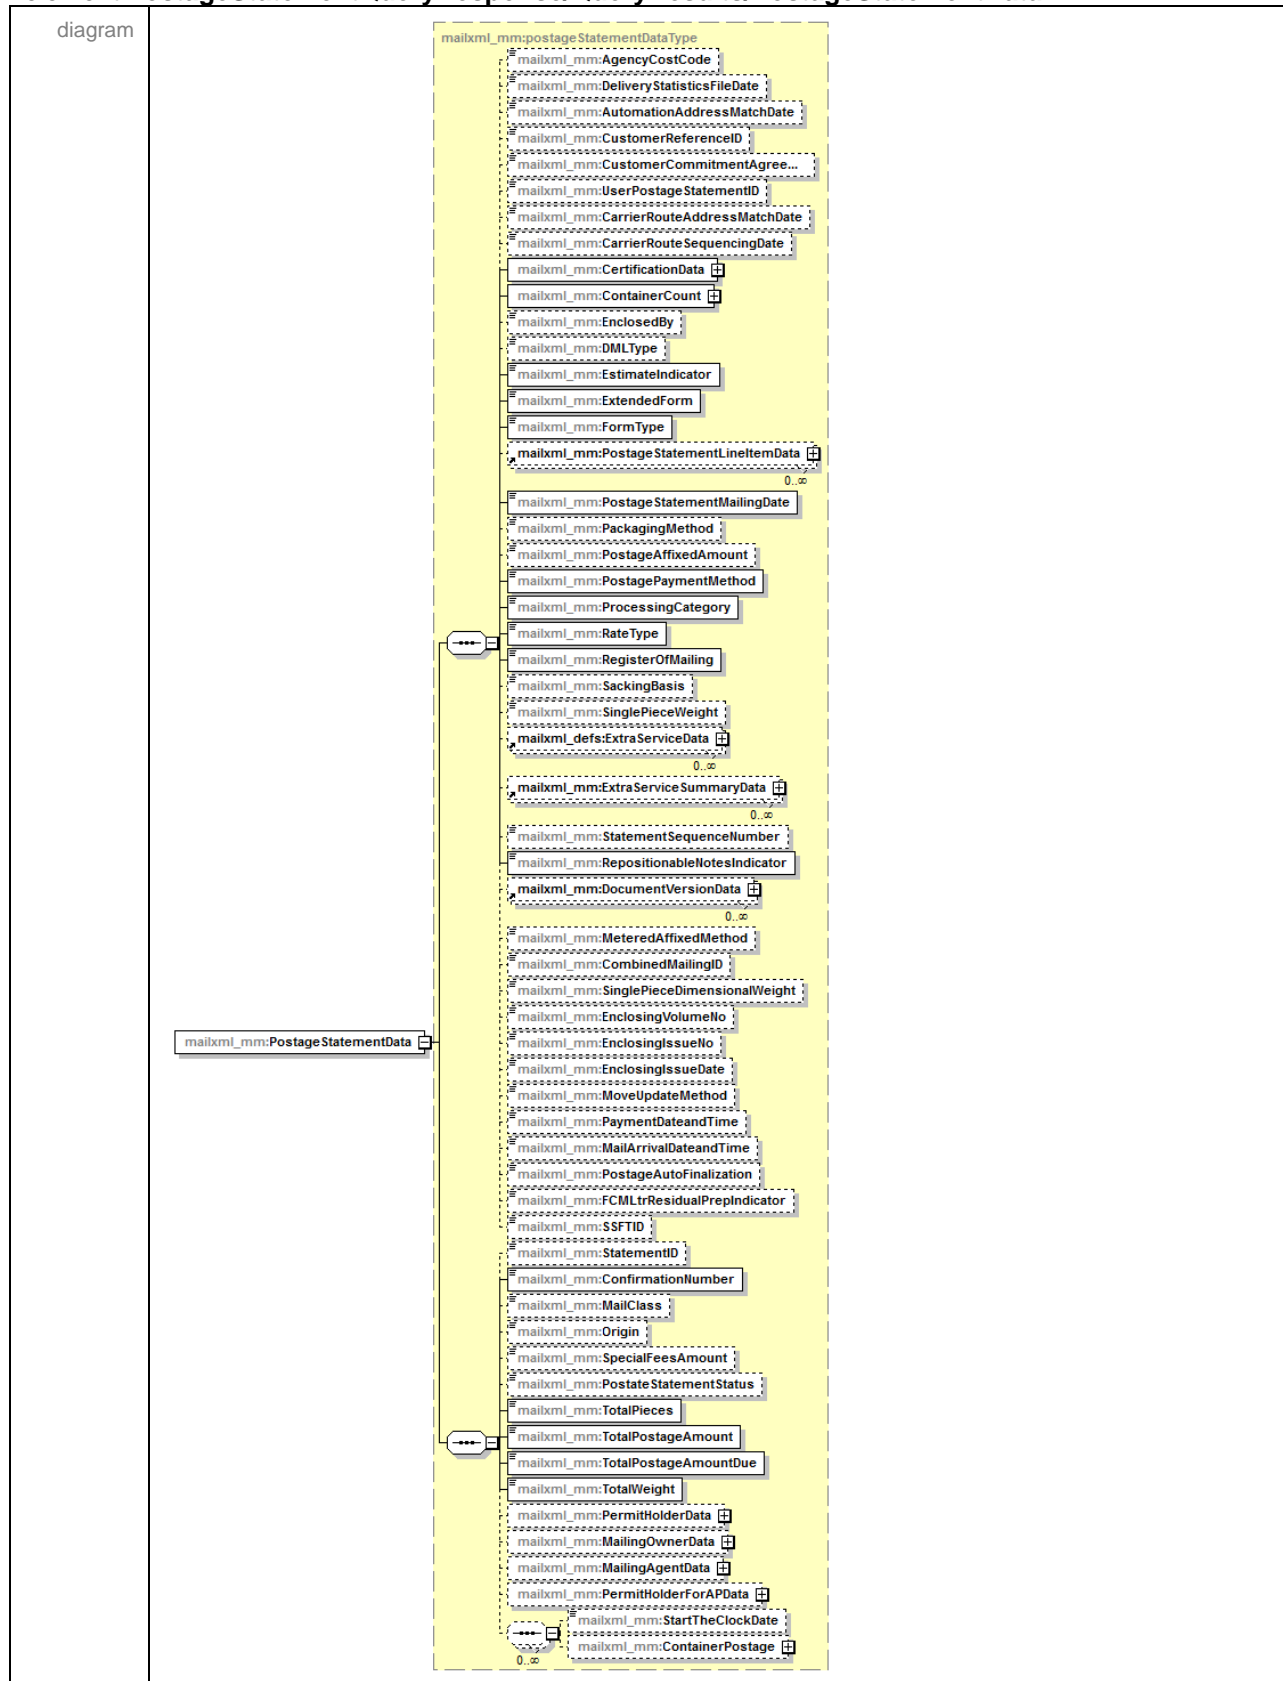 diagram
mailxml_mm:postageStatementDataType
mailxml_mm:AgencyCostCode
mailxml_mm:DeliveryStatisticsFileDate
mailxml_mm:AutomationAddressMatchDate
mailxml_mm:CustomerReferenceID
mailxml_mm:CustomerCommitmentAgree...
mailxml_mm:UserPostageStatementID
mailxml_mm:CarrierRouteAddressMatchDate
mailxml_mm:CarrierRouteSequencingDate
mailxml_mm:CertificationData
mailxml_mm:ContainerCount
mailxml_mm:EnclosedBy
mailxml_mm:DMLType
mailxml_mm:EstimateIndicator
mailxml_mm:ExtendedForm
mailxml_mm:FormType
mailxml_mm:PostageStatementLineItemData
0..∞
mailxml_mm:PostageStatementMailingDate
mailxml_mm:PackagingMethod
mailxml_mm:PostageAffixedAmount
mailxml_mm:PostagePaymentMethod
mailxml_mm:ProcessingCategory
mailxml_mm:RateType
mailxml_mm:RegisterOfMailing
mailxml_mm:SackingBasis
mailxml_mm:SinglePieceWeight
mailxml_defs:ExtraServiceData
0..∞
mailxml_mm:ExtraServiceSummaryData
0..∞
mailxml_mm:StatementSequenceNumber
mailxml_mm:RepositionableNotesIndicator
mailxml_mm:DocumentVersionData
0..∞
mailxml_mm:MeteredAffixedMethod
mailxml_mm:CombinedMailingID
mailxml_mm:SinglePieceDimensionalWeight
mailxml_mm:EnclosingVolumeNo
mailxml_mm:EnclosingIssueNo
mailxml_mm:PostageStatementData
mailxml_mm:EnclosingIssueDate
mailxml_mm:MoveUpdateMethod
mailxml_mm:PaymentDateandTime
mailxml_mm:MailArrivalDateandTime
mailxml_mm:PostageAutoFinalization
mailxml_mm:FCMLtrResidualPrepIndicator
mailxml_mm:SSFTID
mailxml_mm:StatementID
mailxml_mm:ConfirmationNumber
mailxml_mm:MailClass
mailxml_mm:Origin
mailxml_mm:SpecialFeesAmount
mailxml_mm:PostateStatementStatus
mailxml_mm:TotalPieces
mailxml_mm:TotalPostageAmount
mailxml_mm:TotalPostageAmountDue
mailxml_mm:TotalWeight
mailxml_mm:PermitHolderData
mailxml_mm:MailingOwnerData
mailxml_mm:MailingAgentData
mailxml_mm:PermitHolderForAPData
mailxml_mm:StartTheClockDate
mailxml_mm:ContainerPostage
0..∞